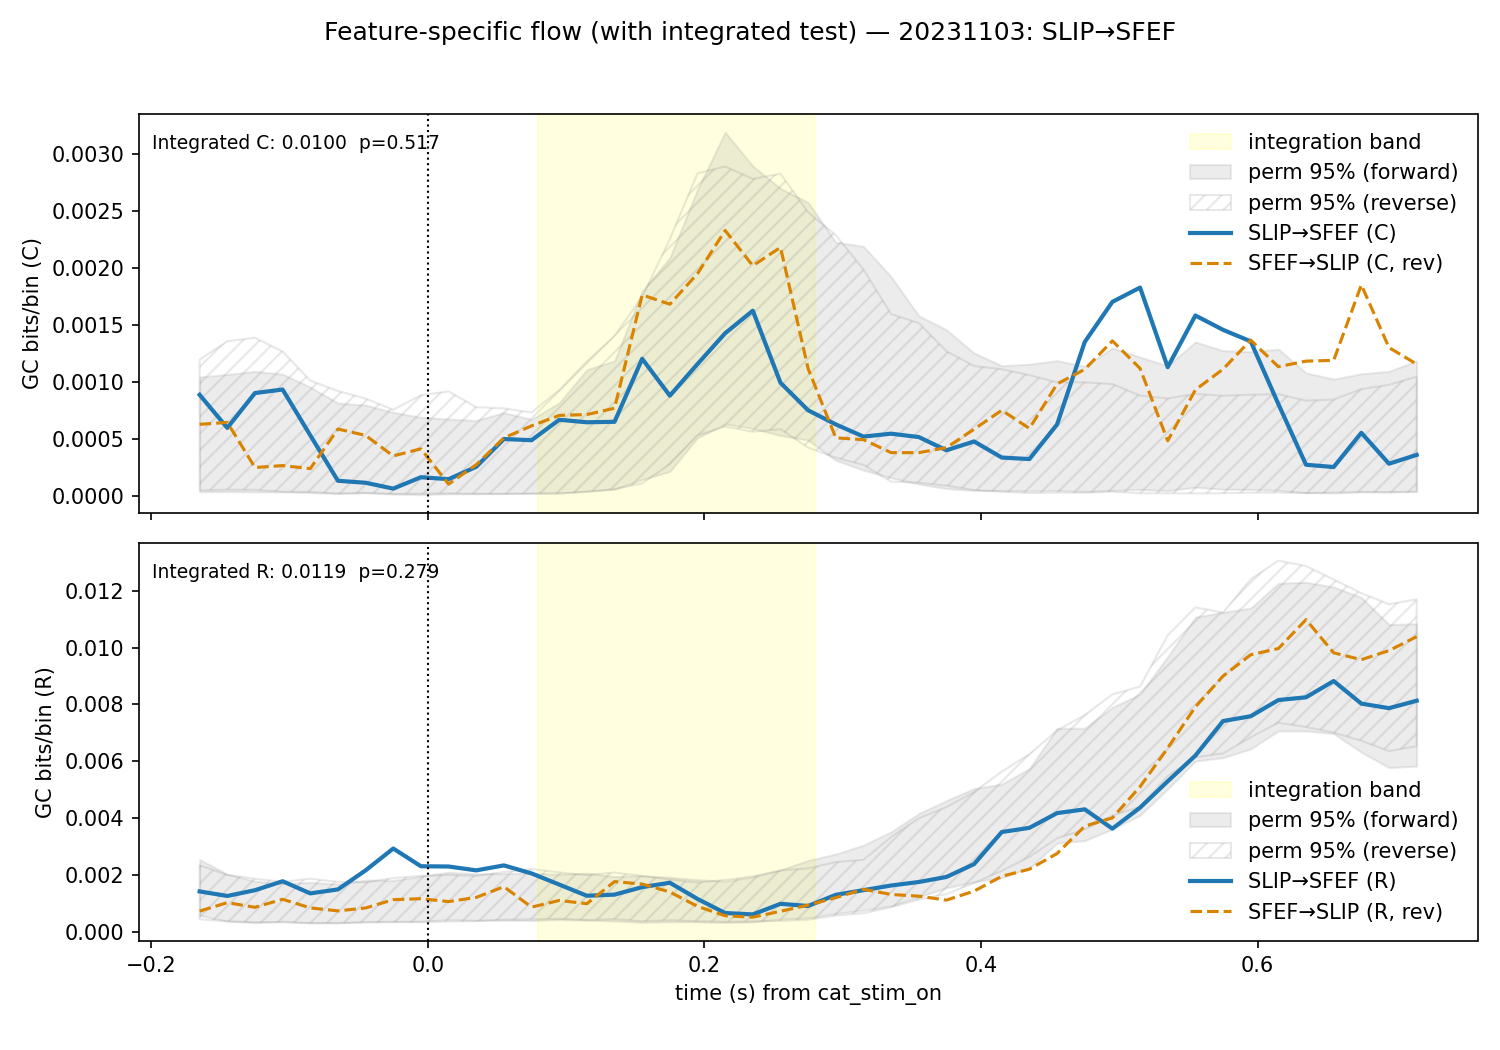 Feature-specific flow (with integrated test) — 20231103: SLIP→SFEF
Integrated C: 0.0100  p=0.517
integration band
perm 95% (forward)
perm 95% (reverse)
SLIP→SFEF (C)
SFEF→SLIP (C, rev)
GC bits/bin (C)
0.0030
0.0025
0.0020
0.0015
0.0010
0.0005
0.0000
Integrated R: 0.0119  p=0.279
GC bits/bin (R)
0.012
0.010
0.008
0.006
0.004
0.002
0.000
integration band
perm 95% (forward)
perm 95% (reverse)
SLIP→SFEF (R)
SFEF→SLIP (R, rev)
−0.2 0.0 0.2 0.4 0.6
time (s) from cat_stim_on